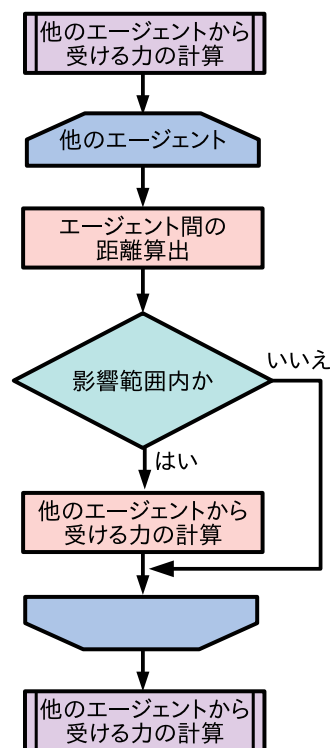 他のエージェントから
受ける力の計算
他のエージェント
エージェント間の
距離算出
影響範囲内か
いいえ
はい
他のエージェントから
受ける力の計算
他のエージェントから
受ける力の計算